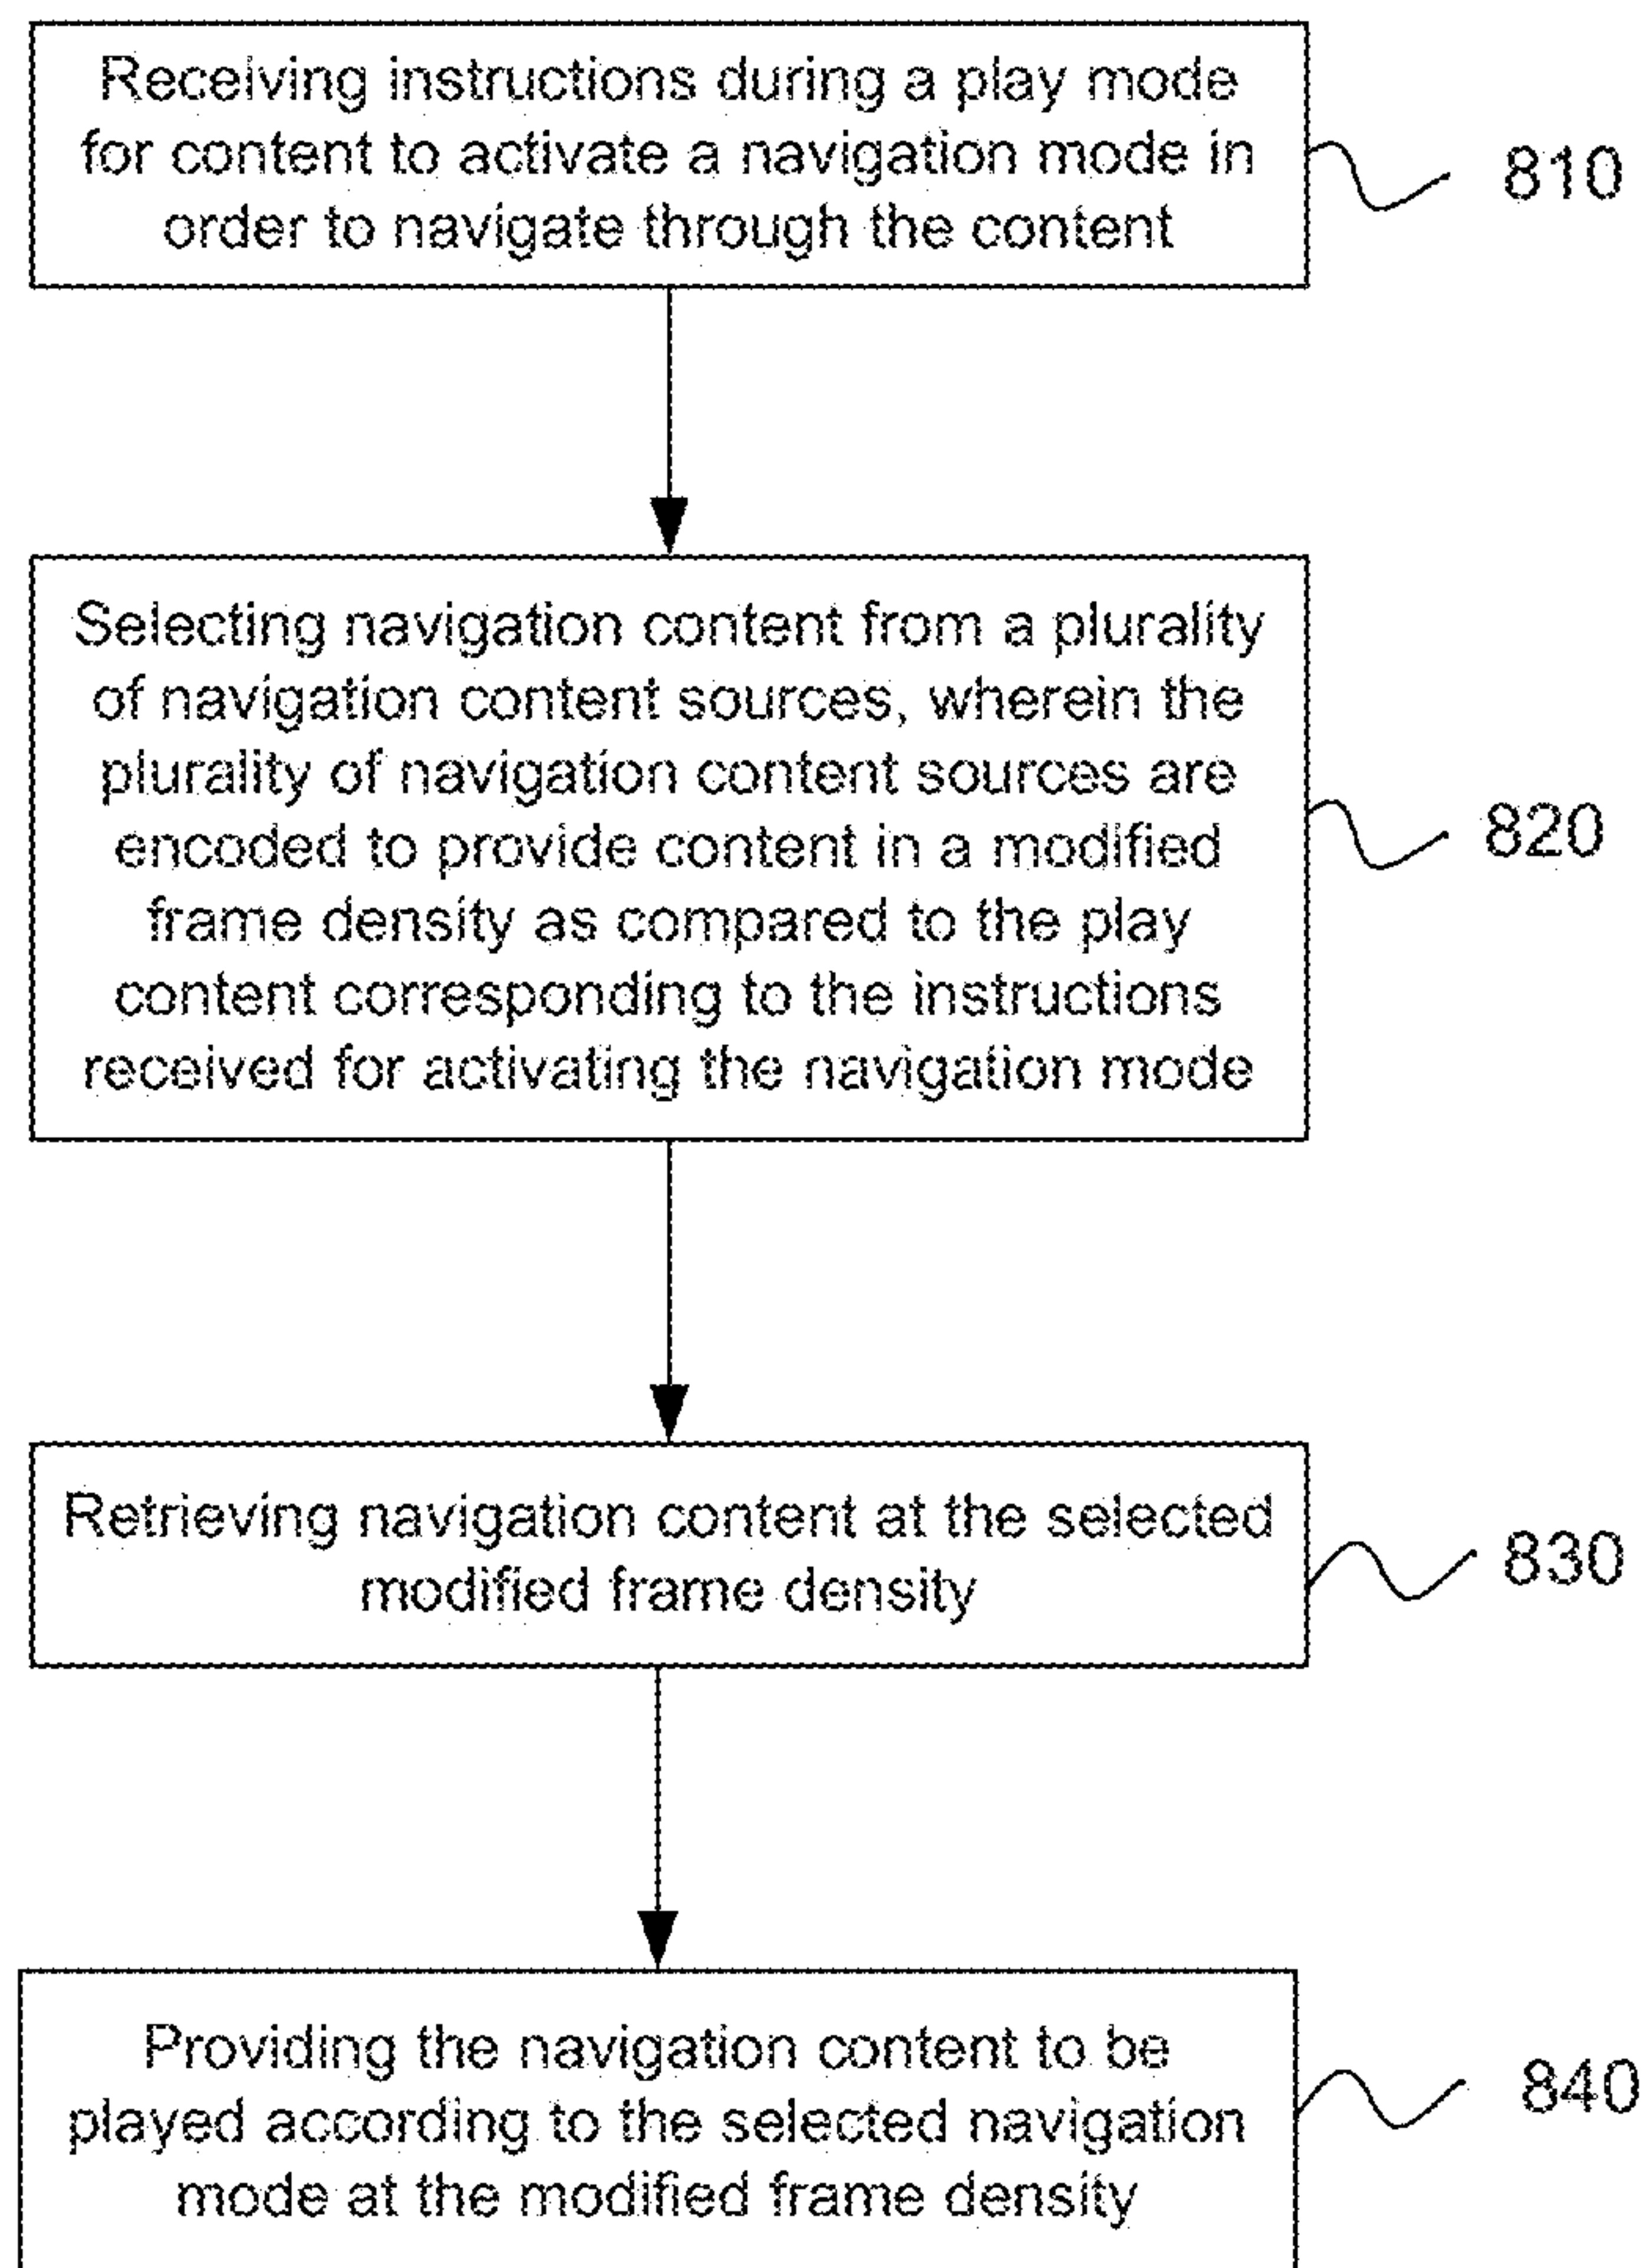 Receiving instructions during a play mode
for content to activate a navigation mode in
order to navigate through the content
810
Selecting navigation content from a plurality
of navigation content sources, wherein the
plurality of navigation content sources are
encoded to provide content in a modified
frame density as compared to the play
content corresponding to the instructions
received for activating the navigation mode
820
Retrieving navigation content at the selected
modified frame density
830
Providing the navigation content to be
played according to the selected navigation
mode at the modified frame density
840